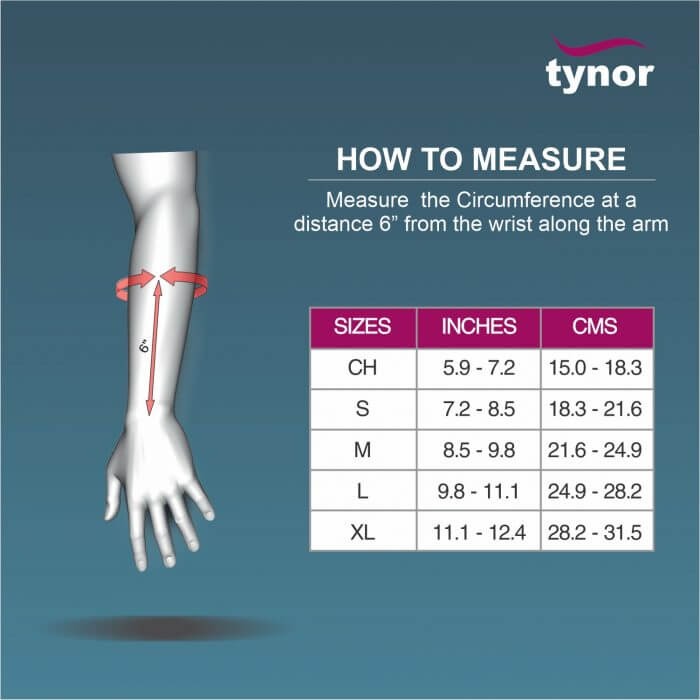 tynor
HOW TO MEASURE
Measure the Circumference at a
distance 6” from the wrist along the arm
6”
SIZES INCHES CMS
CH 5.9 - 7.2 15.0 - 18.3
S 7.2 - 8.5 18.3 - 21.6
M 8.5 - 9.8 21.6 - 24.9
L 9.8 - 11.1 24.9 - 28.2
XL 11.1 - 12.4 28.2 - 31.5